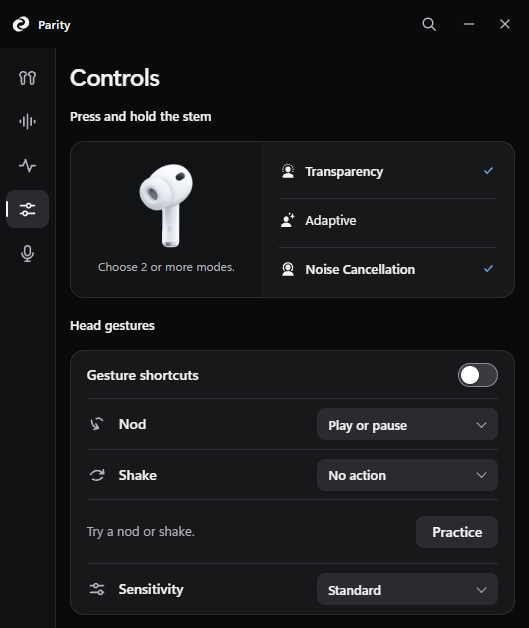 Parity
Controls
Press and hold the stem
Transparency
Adaptive
Noise Cancellation
Choose 2 or more modes.
Head gestures
Gesture shortcuts
Nod
Play or pause
Shake
No action
Try a nod or shake.
Practice
Sensitivity
Standard